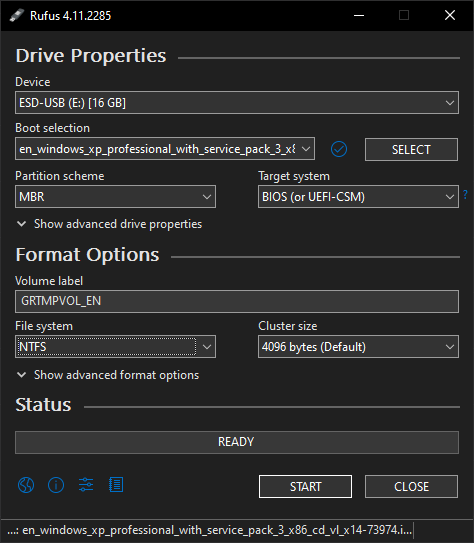 Rufus 4.11.2285
Drive Properties
Device
ESD-USB (E:) [16 GB]
Boot selection
en_windows_xp_professional_with_service_pack_3_x8
SELECT
Partition scheme
Target system
MBR
BIOS (or UEFI-CSM)
?
Show advanced drive properties
Format Options
Volume label
GRTMPVOL_EN
File system
Cluster size
NTFS
4096 bytes (Default)
Show advanced format options
Status
READY
START
CLOSE
...: en_windows_xp_professional_with_service_pack_3_x86_cd_vl_x14-73974.i...